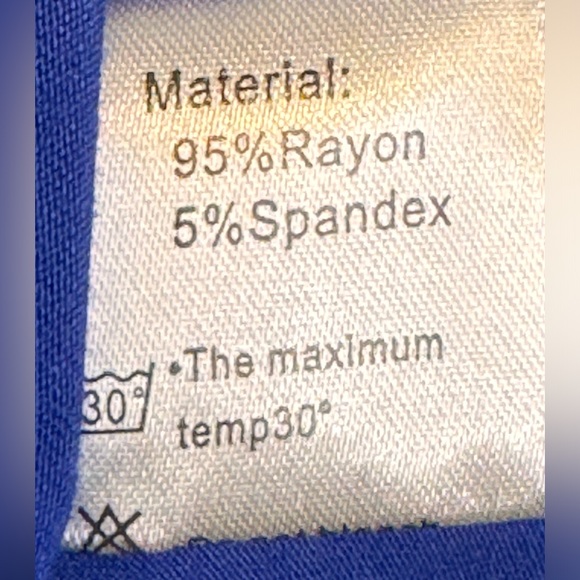 Material:
95%Rayon
5%Spandex
•The maximum
30° temp30°